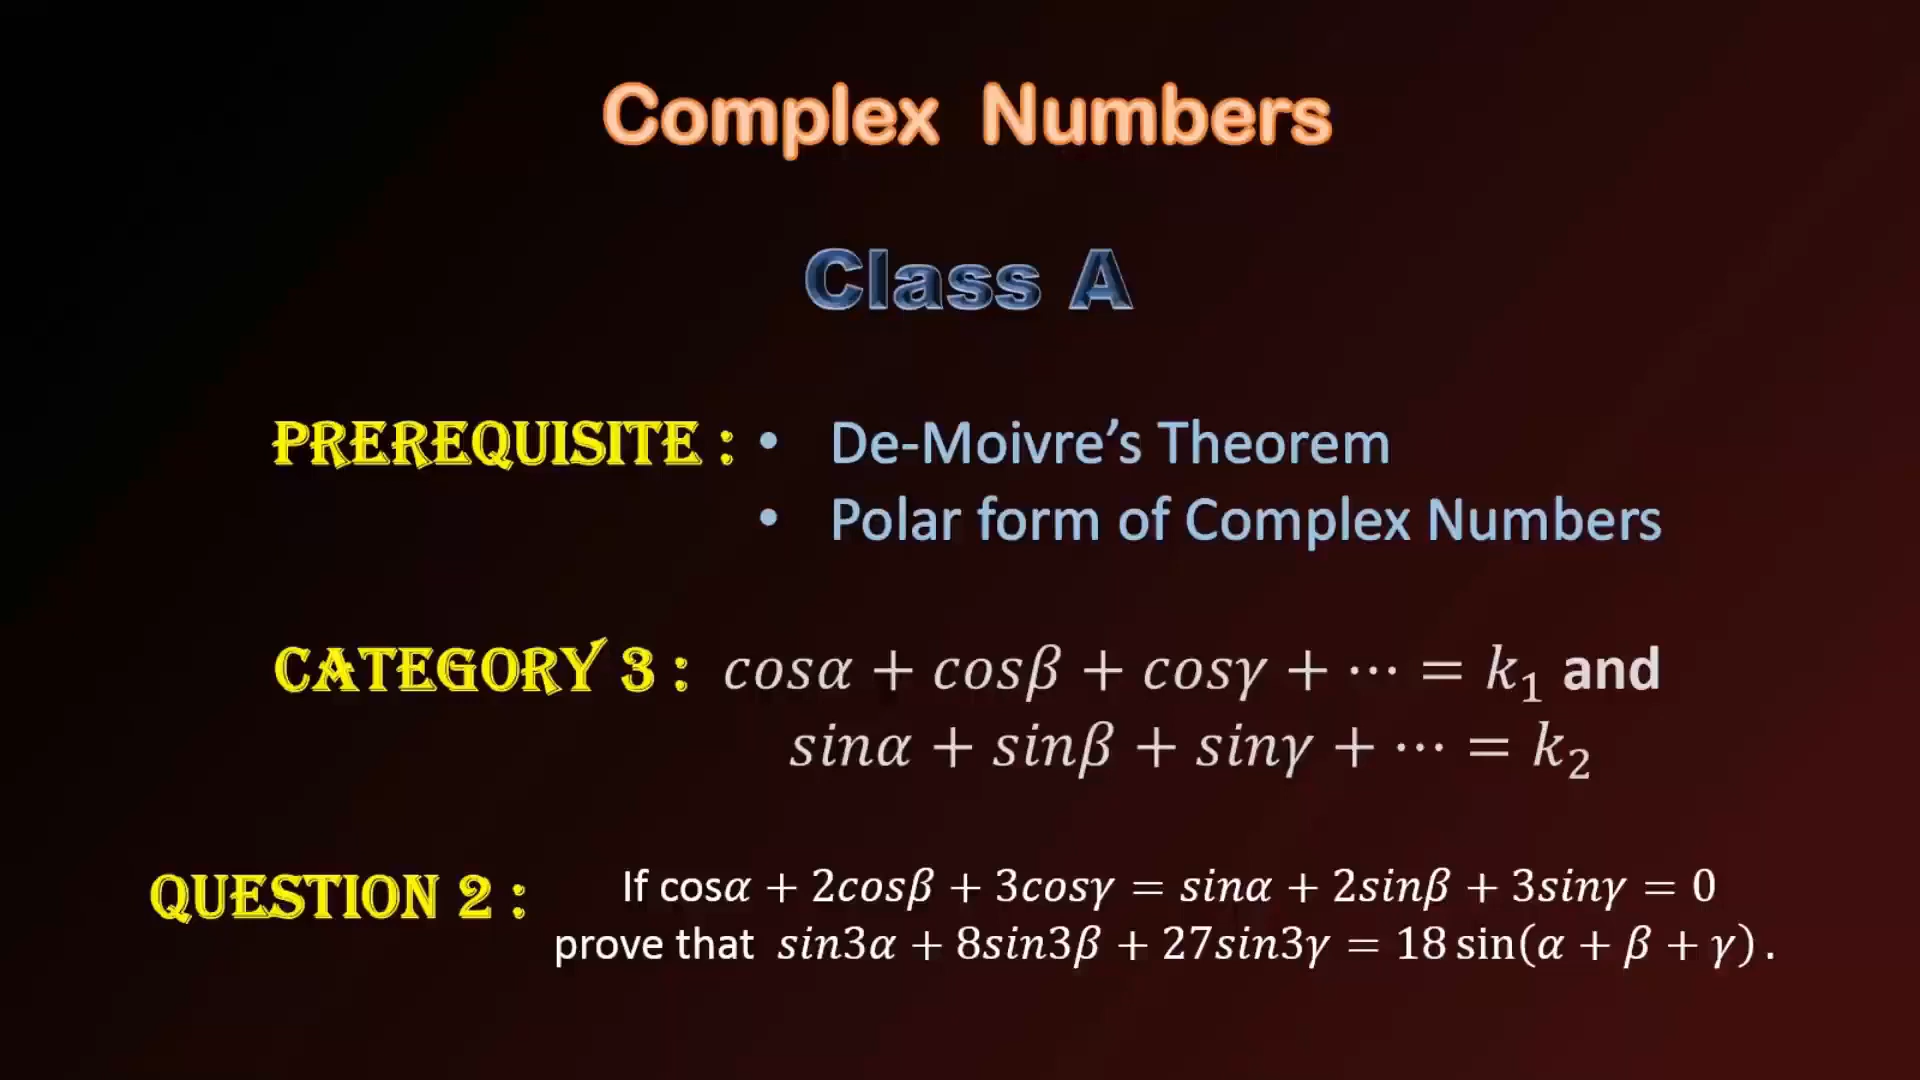 Complex Numbers
Class A
PREREQUISITE : • De-Moivre’s Theorem
• Polar form of Complex Numbers
CATEGORY 3 : cosα + cosβ + cosγ + ⋯ = k₁ and
sinα + sinβ + sinγ + ⋯ = k₂
QUESTION 2 : If cosα + 2cosβ + 3cosγ = sinα + 2sinβ + 3sinγ = 0
prove that sin3α + 8sin3β + 27sin3γ = 18 sin(α + β + γ) .